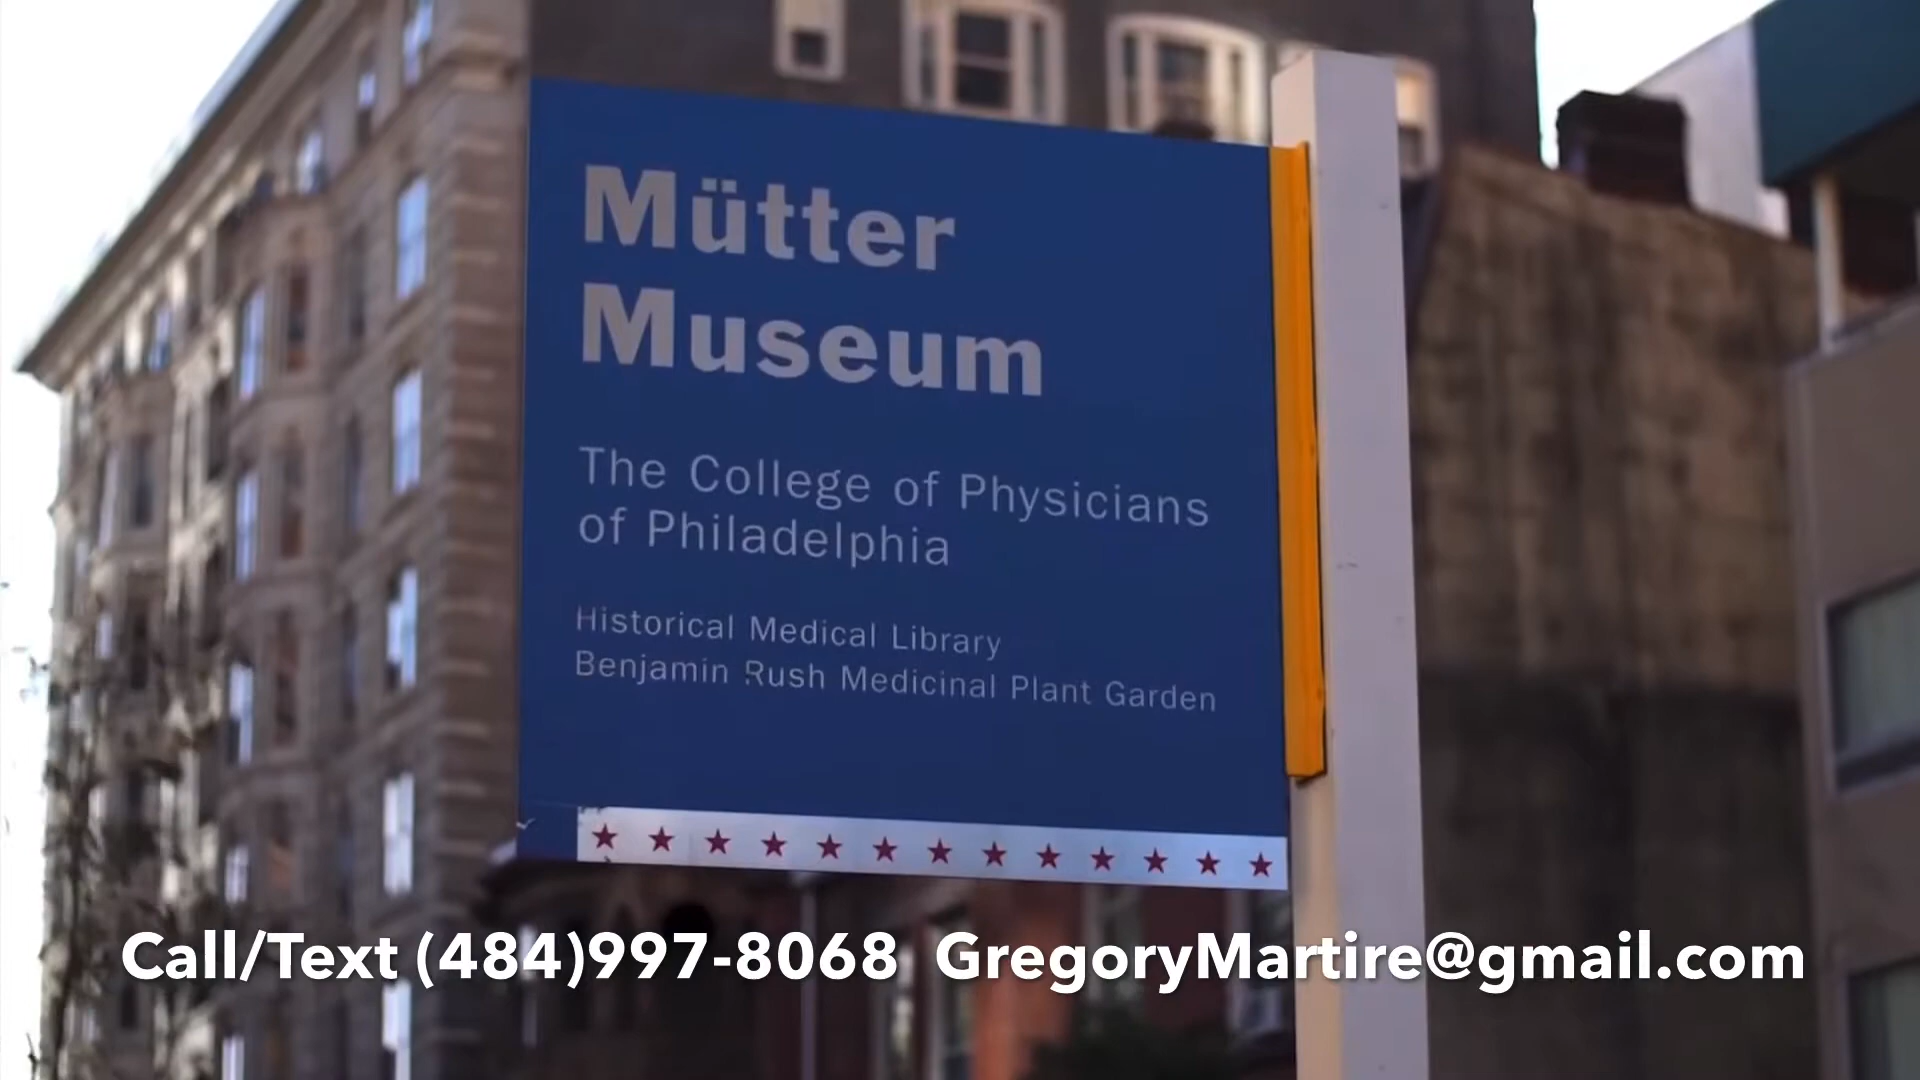 Mütter
Museum
The College of Physicians
of Philadelphia
Historical Medical Library
Benjamin Rush Medicinal Plant Garden
Call/Text (484)997-8068 GregoryMartire@gmail.com